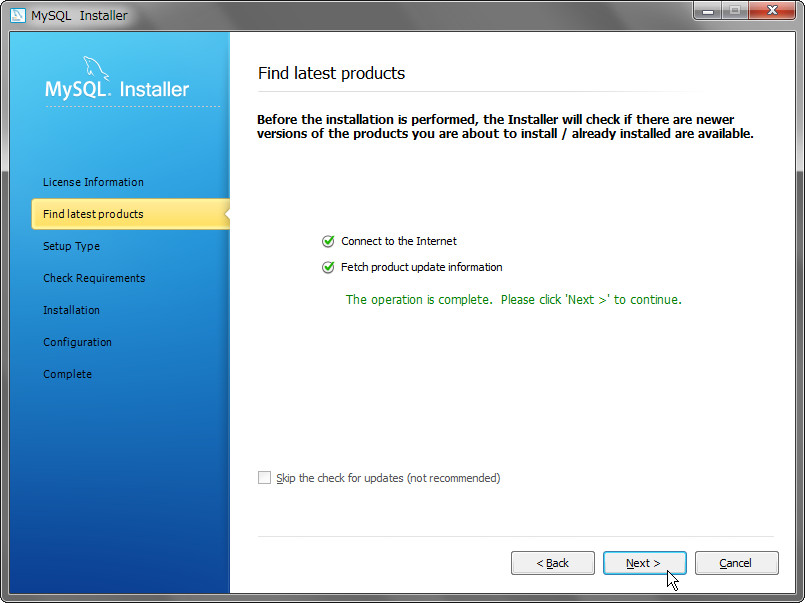 MySQL Installer
MySQL. Installer
License Information
Find latest products
Setup Type
Check Requirements
Installation
Configuration
Complete
Find latest products
Before the installation is performed, the Installer will check if there are newer
versions of the products you are about to install / already installed are available.
Connect to the Internet
Fetch product update information
The operation is complete. Please click 'Next >' to continue.
Skip the check for updates (not recommended)
< Back
Next >
Cancel